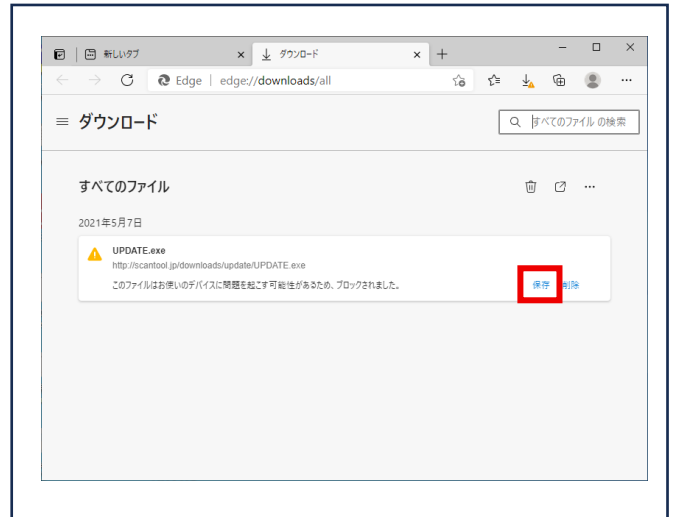 新しいタブ
ダウンロード
Edge | edge://downloads/all
ダウンロード
すべてのファイル の検索
すべてのファイル
2021年5月7日
UPDATE.exe
http://scantool.jp/downloads/update/UPDATE.exe
このファイルはお使いのデバイスに問題を起こす可能性があるため、ブロックされました。
保存 削除